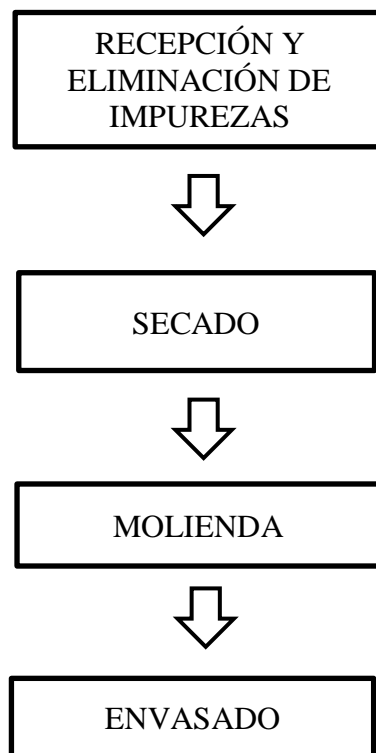 RECEPCIÓN Y
ELIMINACIÓN DE
IMPUREZAS
SECADO
MOLIENDA
ENVASADO